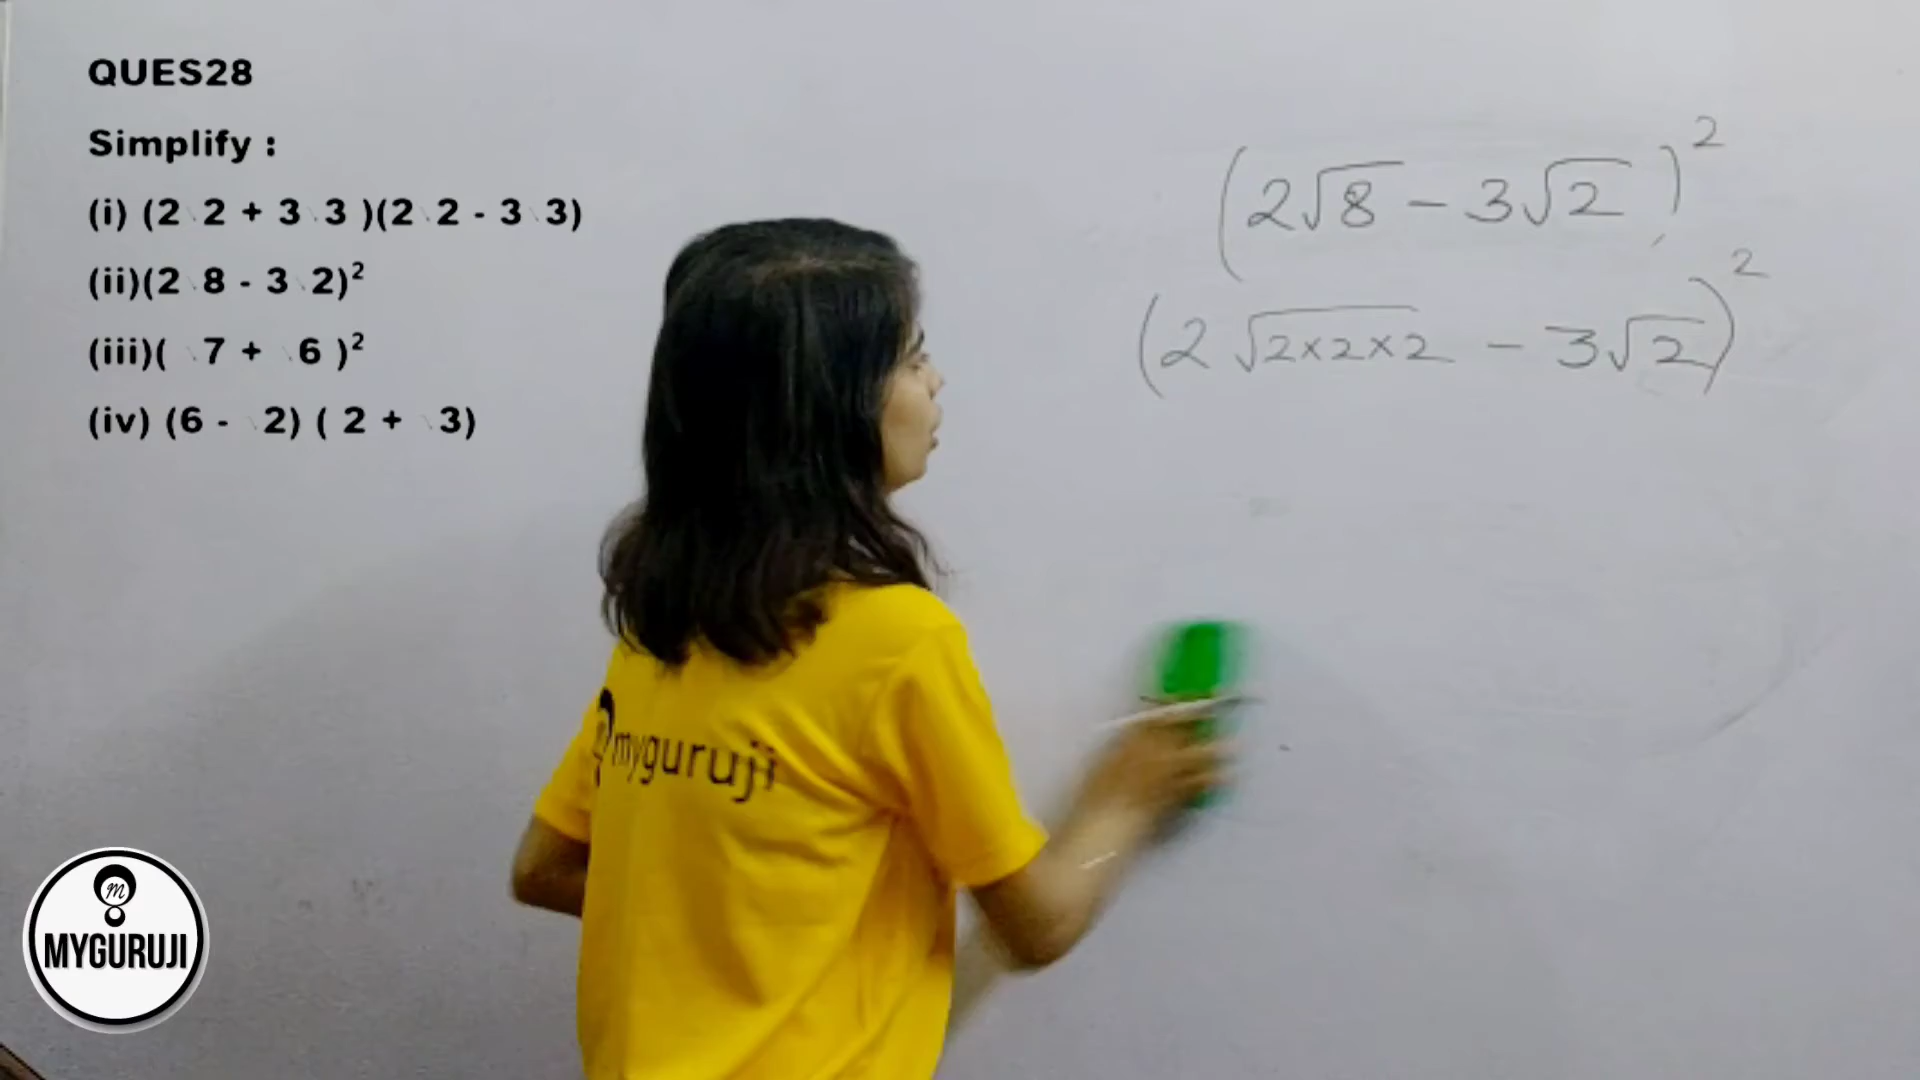 QUES28
Simplify :
(i) (2√2 + 3√3 )(2√2 - 3√3)
(ii)(2√8 - 3√2)²
(iii)( √7 + √6 )²
(iv) (6 - √2) ( 2 + √3)
(2√8 - 3√2)²
(2√2×2×2 - 3√2)²
myguruji
m
MYGURUJI